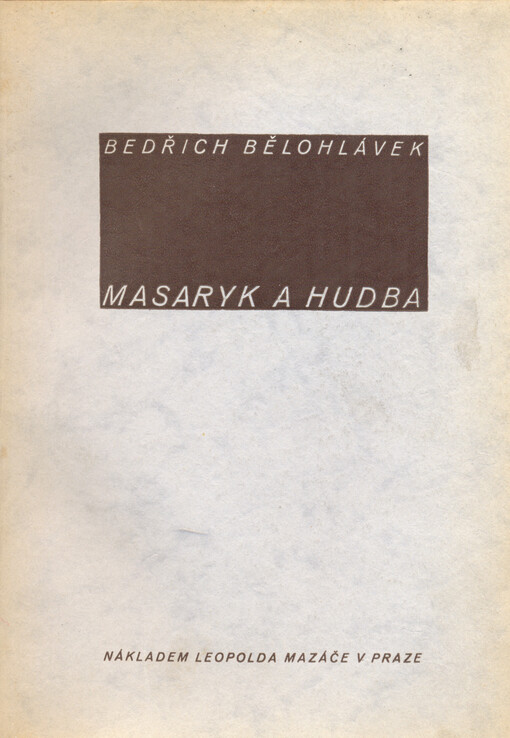 BEDŘICH BĚLOHLÁVEK
MASARYK A HUDBA
NÁKLADEM LEOPOLDA MAZÁČE V PRAZE